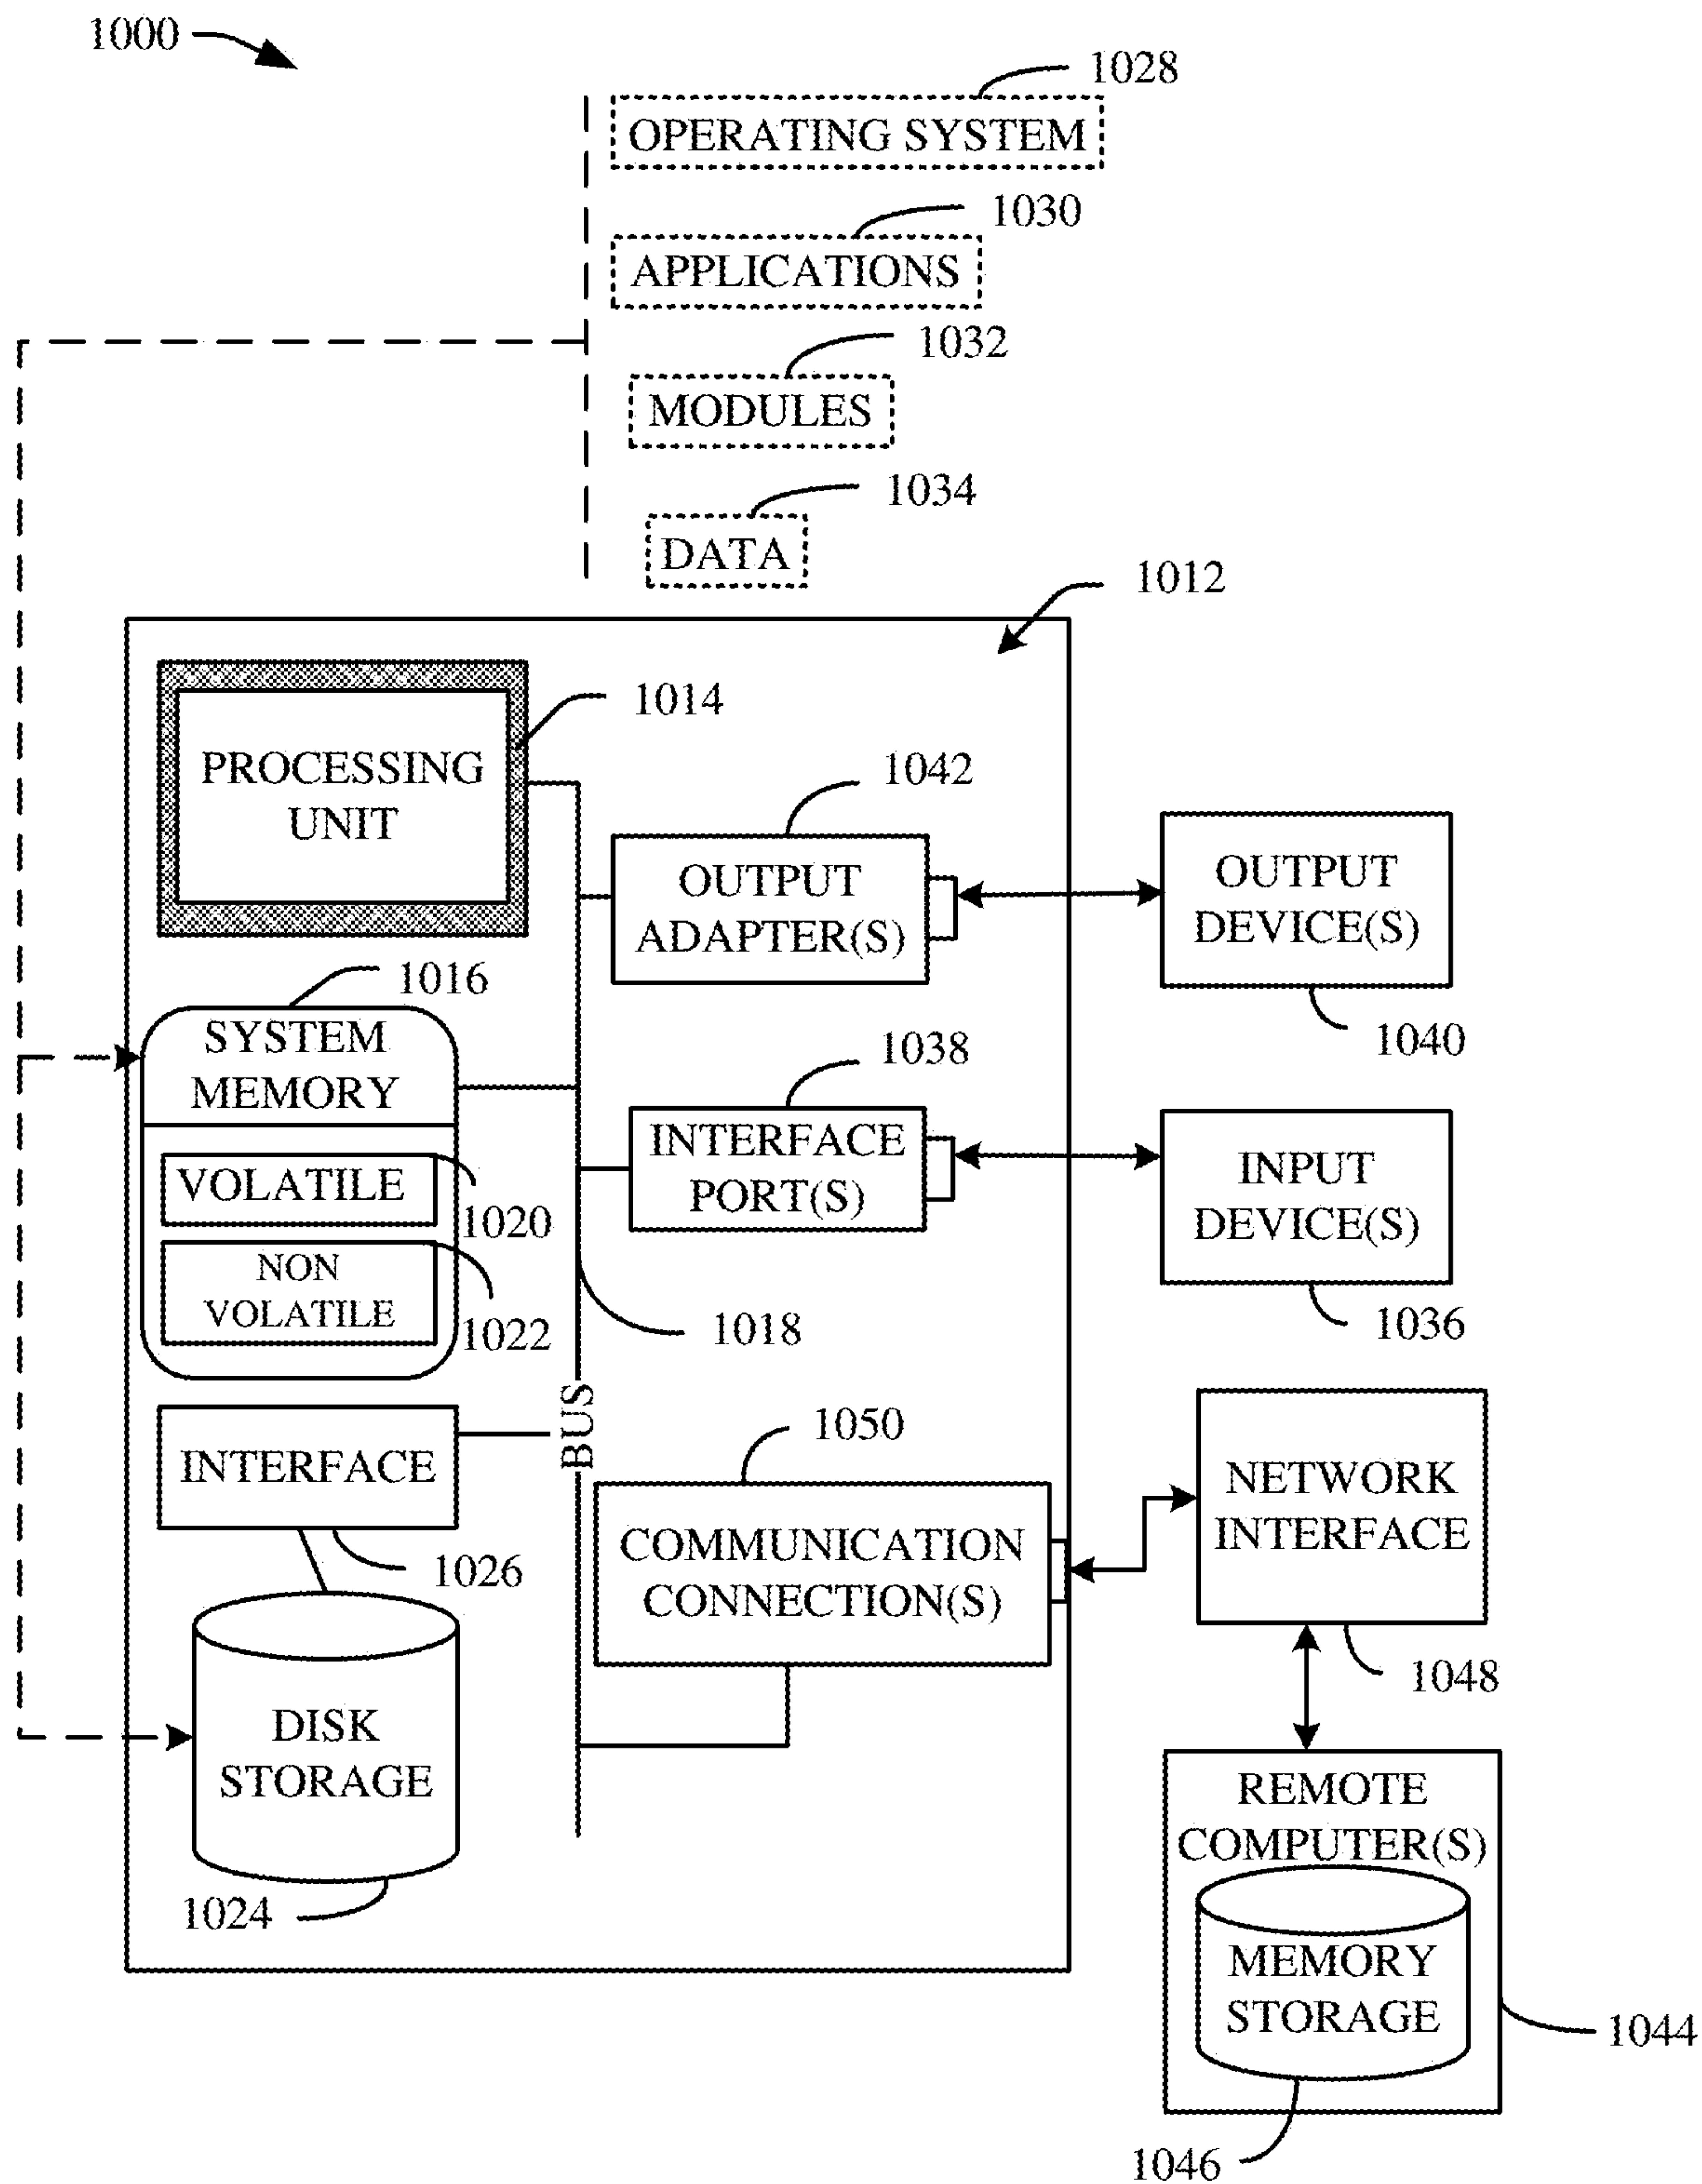 1000
1028
OPERATING SYSTEM
1030
APPLICATIONS
1032
MODULES
1034
DATA
1012
1014
PROCESSING
UNIT
1042
OUTPUT
ADAPTER(S)
OUTPUT
DEVICE(S)
1040
1016
SYSTEM
MEMORY
VOLATILE
1020
NON
VOLATILE
1022
1038
INTERFACE
PORT(S)
INPUT
DEVICE(S)
1036
1018
BUS
INTERFACE
1026
1050
COMMUNICATION
CONNECTION(S)
NETWORK
INTERFACE
1048
DISK
STORAGE
1024
REMOTE
COMPUTER(S)
MEMORY
STORAGE
1044
1046